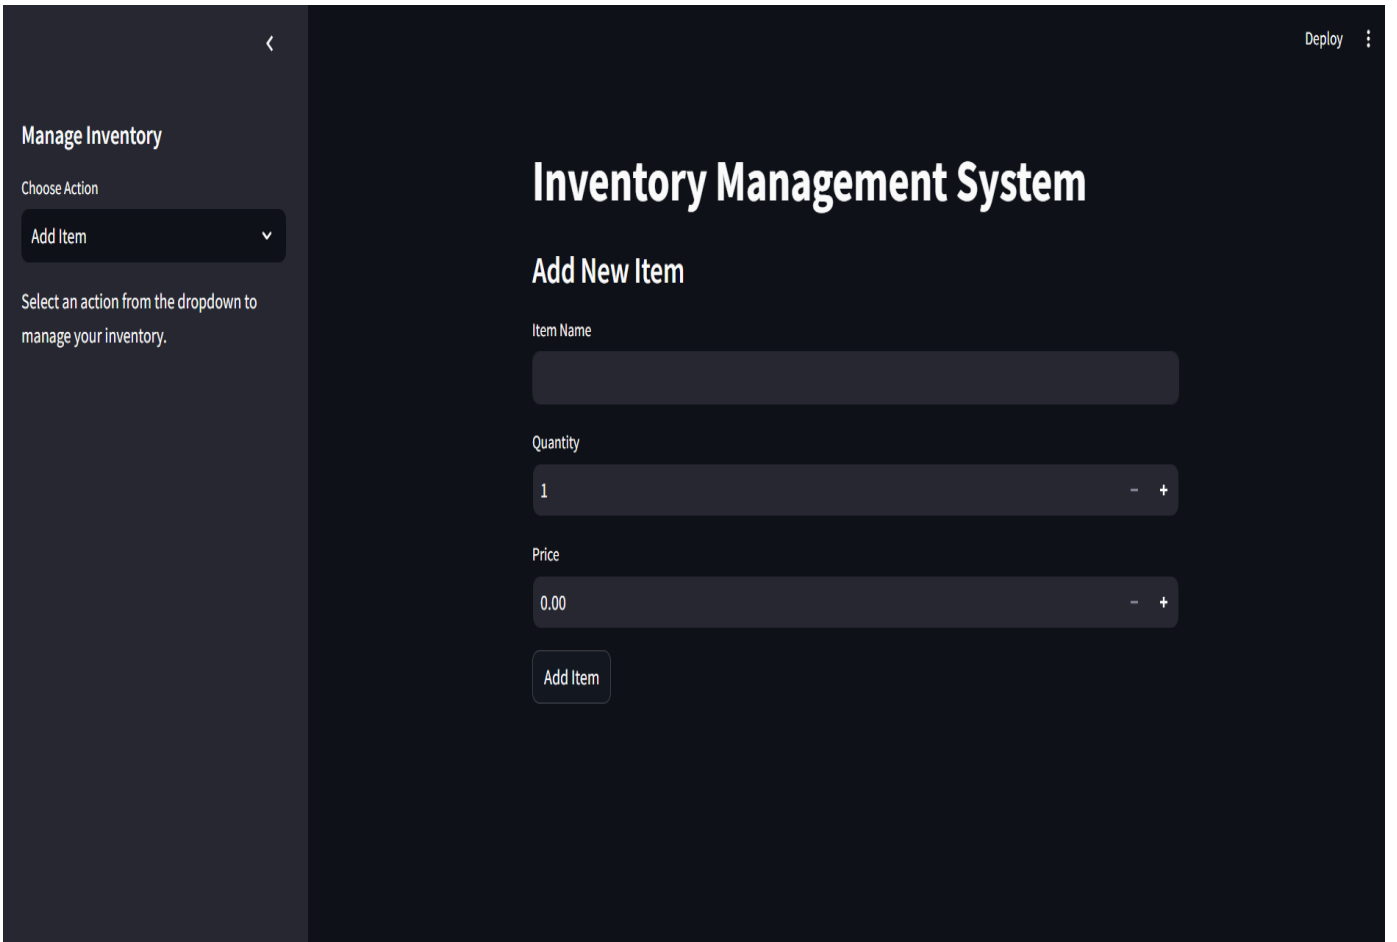 Deploy
Manage Inventory
Choose Action
Add Item
Select an action from the dropdown to
manage your inventory.
Inventory Management System
Add New Item
Item Name
Quantity
1
Price
0.00
Add Item